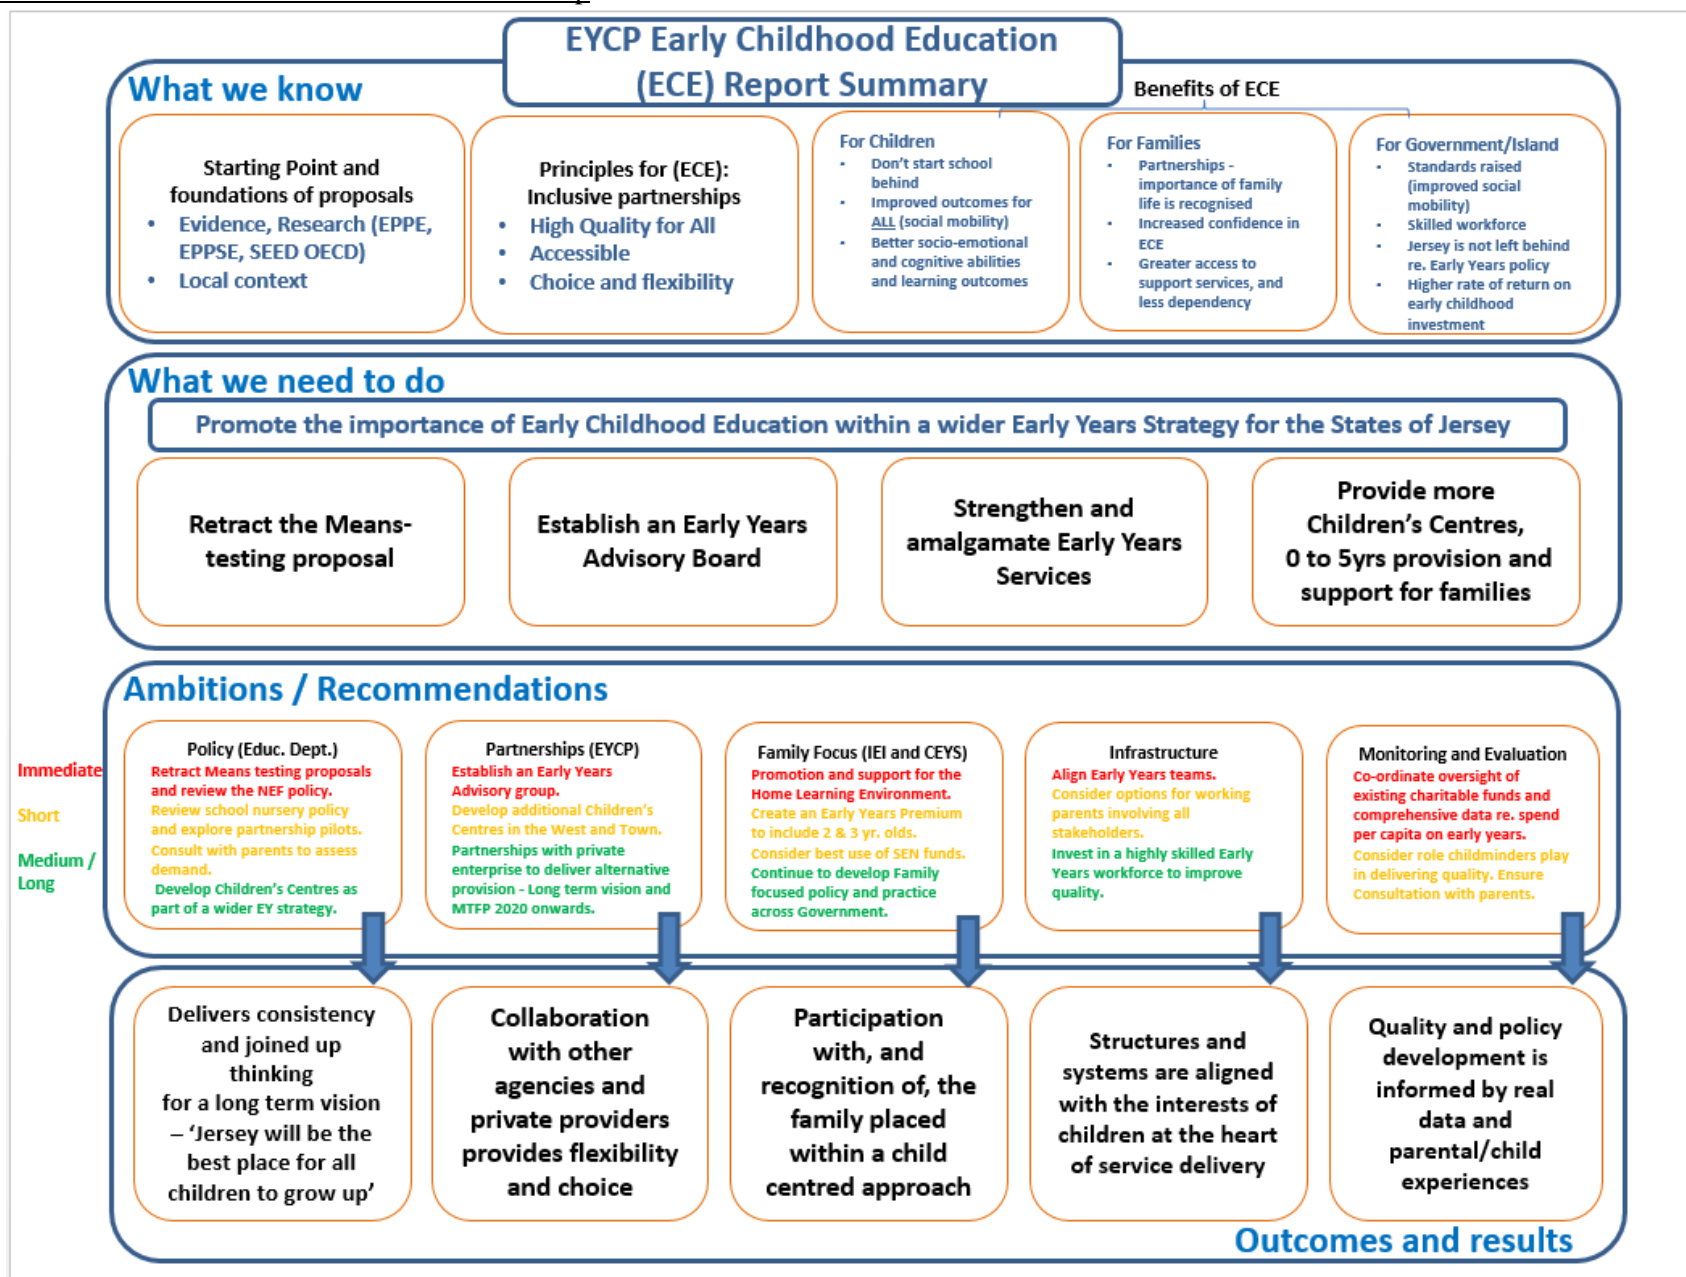 EYCP Early Childhood Education
(ECE) Report Summary
What we know
Benefits of ECE
Starting Point and
foundations of proposals
• Evidence, Research (EPPE,
EPPSE, SEED OECD)
• Local context
Principles for (ECE):
Inclusive partnerships
• High Quality for All
• Accessible
• Choice and flexibility
For Children
• Don't start school
behind
• Improved outcomes for
ALL (social mobility)
• Better socio-emotional
and cognitive abilities
and learning outcomes
For Families
• Partnerships -
importance of family
life is recognised
• Increased confidence in
ECE
• Greater access to
support services, and
less dependency
For Government/Island
• Standards raised
(improved social
mobility)
• Skilled workforce
• Jersey is not left behind
re. Early Years policy
• Higher rate of return on
early childhood
investment
What we need to do
Promote the importance of Early Childhood Education within a wider Early Years Strategy for the States of Jersey
Retract the Means-
testing proposal
Establish an Early Years
Advisory Board
Strengthen and
amalgamate Early Years
Services
Provide more
Children's Centres,
0 to 5yrs provision and
support for families
Ambitions / Recommendations
Immediate
Short
Medium /
Long
Policy (Educ. Dept.)
Retract Means testing proposals
and review the NEF policy.
Review school nursery policy
and explore partnership pilots.
Consult with parents to assess
demand.
Develop Children's Centres as
part of a wider EY strategy.
Partnerships (EYCP)
Establish an Early Years
Advisory group.
Develop additional Children's
Centres in the West and Town.
Partnerships with private
enterprise to deliver alternative
provision - Long term vision and
MTFP 2020 onwards.
Family Focus (IEI and CEYS)
Promotion and support for the
Home Learning Environment.
Create an Early Years Premium
to include 2 & 3 yr. olds.
Consider best use of SEN funds.
Continue to develop Family
focused policy and practice
across Government.
Infrastructure
Align Early Years teams.
Consider options for working
parents involving all
stakeholders.
Invest in a highly skilled Early
Years workforce to improve
quality.
Monitoring and Evaluation
Co-ordinate oversight of
existing charitable funds and
comprehensive data re. spend
per capita on early years.
Consider role childminders play
in delivering quality. Ensure
Consultation with parents.
Delivers consistency
and joined up
thinking
for a long term vision
– 'Jersey will be the
best place for all
children to grow up'
Collaboration
with other
agencies and
private providers
provides flexibility
and choice
Participation
with, and
recognition of, the
family placed
within a child
centred approach
Structures and
systems are aligned
with the interests of
children at the heart
of service delivery
Quality and policy
development is
informed by real
data and
parental/child
experiences
Outcomes and results